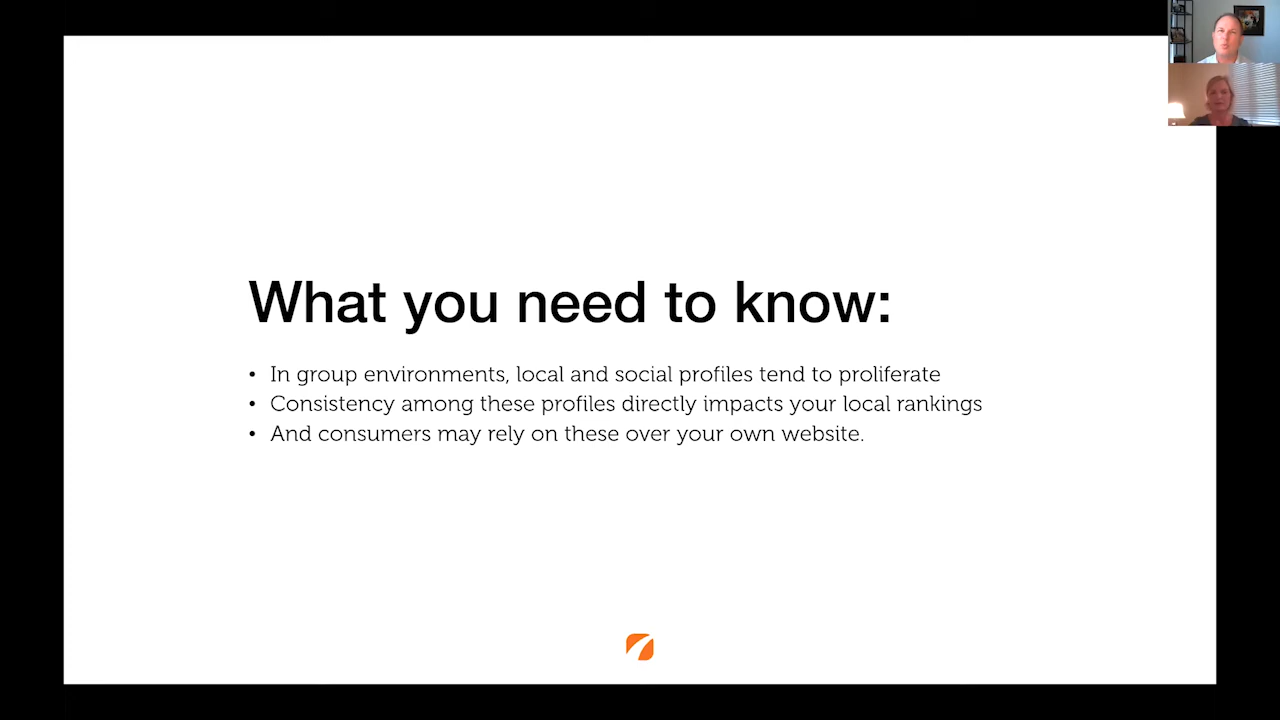 What you need to know:
• In group environments, local and social profiles tend to proliferate
• Consistency among these profiles directly impacts your local rankings
• And consumers may rely on these over your own website.